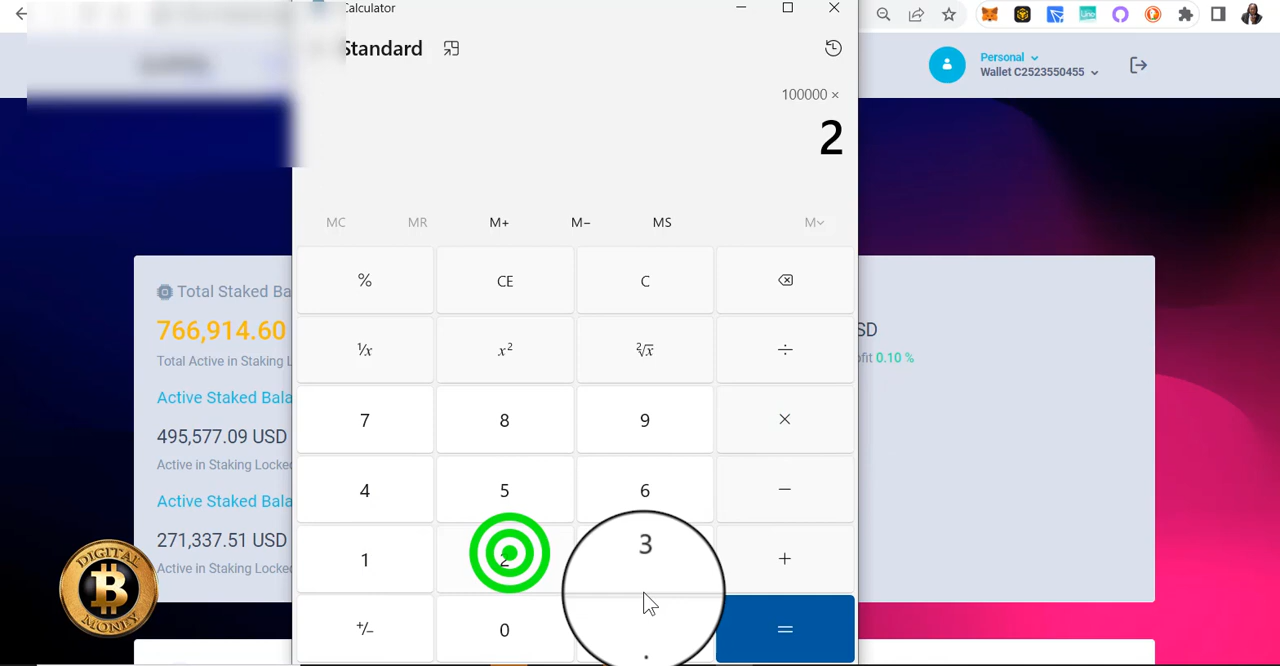 Calculator
Standard
Personal
Wallet C2523550455
100000 ×
2
MC MR M+ M− MS M
% CE C
¹/x x² ²√x ÷
7 8 9 ×
4 5 6 −
1 2 3 +
+/− 0 . =
Total Staked Ba
766,914.60
Total Active in Staking L
Active Staked Bala
495,577.09 USD
Active in Staking Locked
Active Staked Bala
271,337.51 USD
Active in Staking Locked
SD
ofit 0.10 %
DIGITAL
B
MONEY